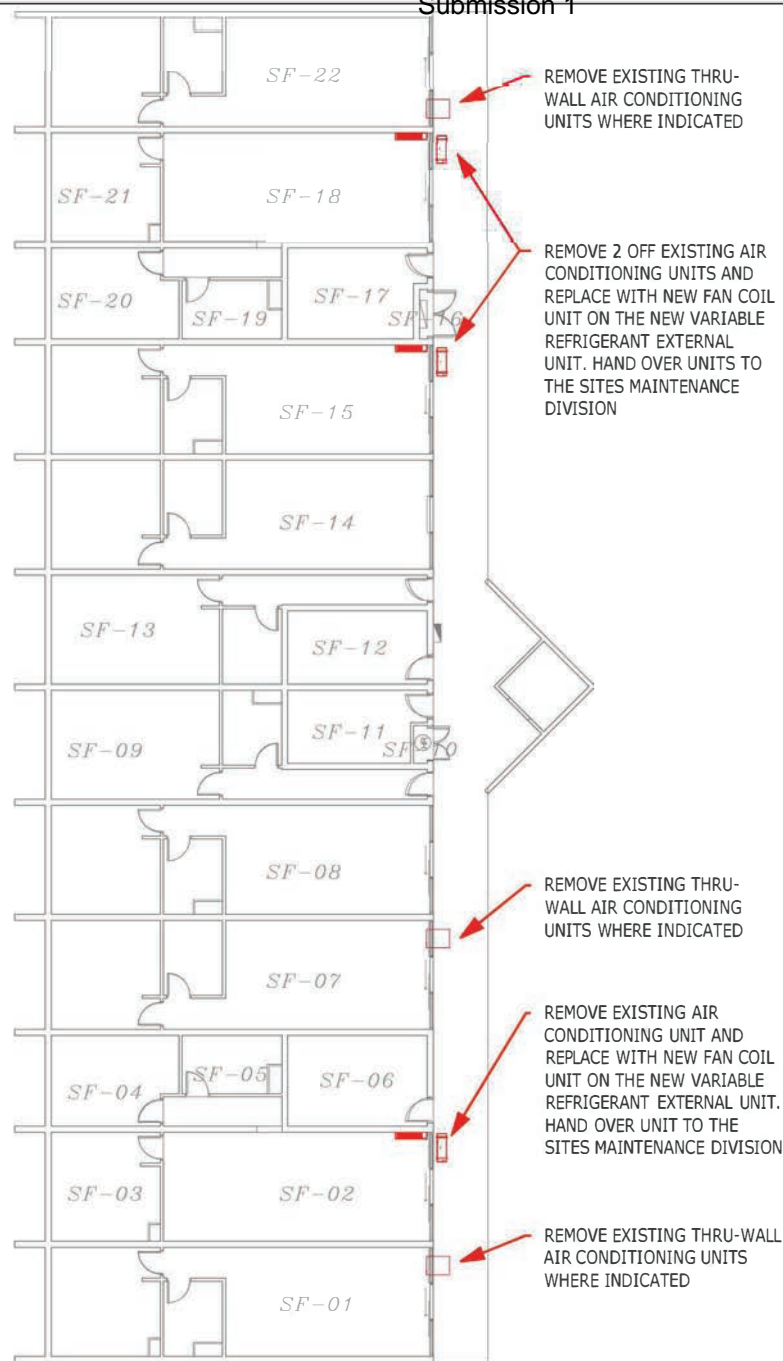 Submission 1
SF-22
REMOVE EXISTING THRU-
WALL AIR CONDITIONING
UNITS WHERE INDICATED
SF-21
SF-18
REMOVE 2 OFF EXISTING AIR
CONDITIONING UNITS AND
REPLACE WITH NEW FAN COIL
UNIT ON THE NEW VARIABLE
REFRIGERANT EXTERNAL
UNIT. HAND OVER UNITS TO
THE SITES MAINTENANCE
DIVISION
SF-20
SF-19
SF-17
SF-16
SF-15
SF-14
SF-13
SF-12
SF-11
SF-10
SF-09
SF-08
REMOVE EXISTING THRU-
WALL AIR CONDITIONING
UNITS WHERE INDICATED
SF-07
REMOVE EXISTING AIR
CONDITIONING UNIT AND
REPLACE WITH NEW FAN COIL
UNIT ON THE NEW VARIABLE
REFRIGERANT EXTERNAL UNIT.
HAND OVER UNIT TO THE
SITES MAINTENANCE DIVISION
SF-04
SF-05
SF-06
SF-03
SF-02
REMOVE EXISTING THRU-WALL
AIR CONDITIONING UNITS
WHERE INDICATED
SF-01